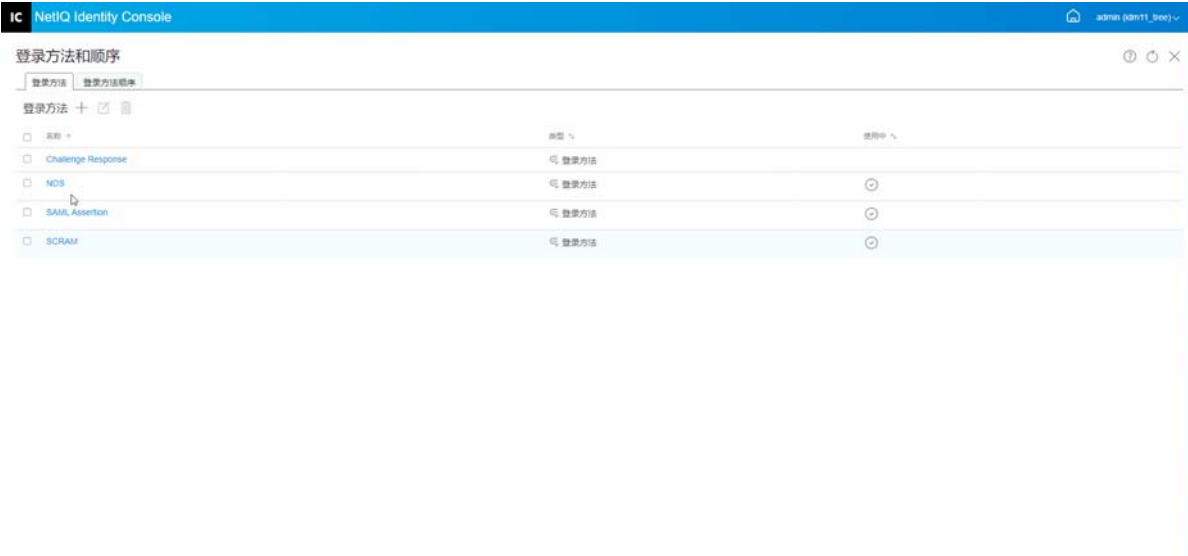 IC NetIQ Identity Console admin (idm11_tree)
登录方法和顺序
登录方法 登录方法顺序
登录方法
名称 类型 使用中
Challenge Response 登录方法
NDS 登录方法
SAML Assertion 登录方法
SCRAM 登录方法